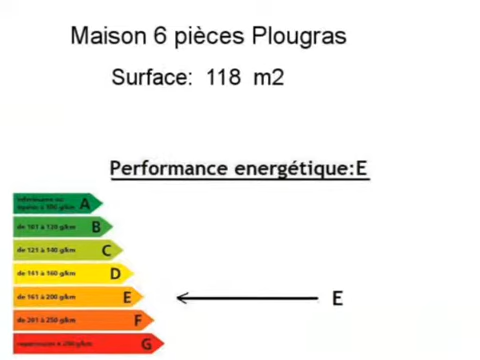 Maison 6 pièces Plougras
Surface: 118 m2
Performance energétique:E
A
de 101 à 120 g/km B
de 121 à 140 g/km C
de 141 à 160 g/km D
de 161 à 200 g/km E
E
de 201 à 250 g/km F
G